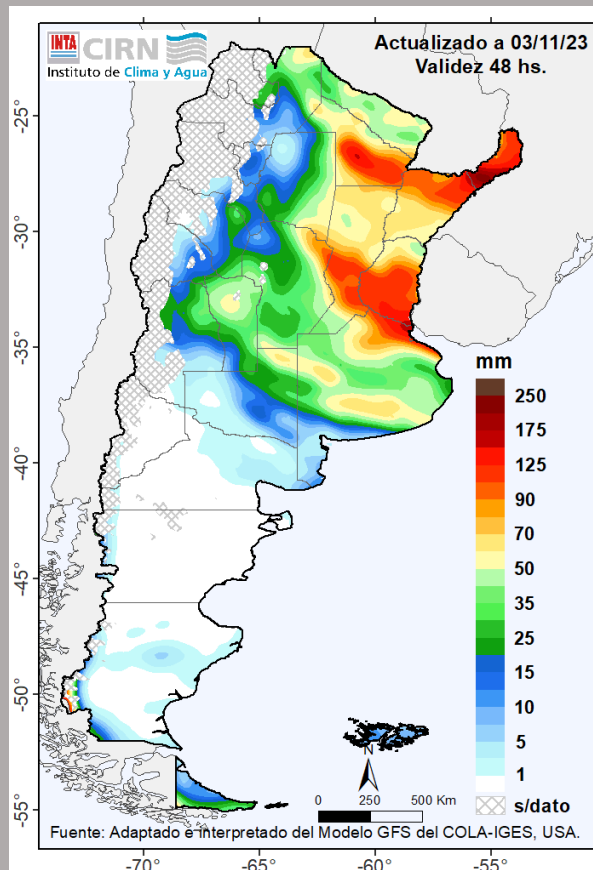 INTA CIRN
Instituto de Clima y Agua
Actualizado a 03/11/23
Validez 48 hs.
-25°
-30°
-35°
-40°
-45°
-50°
-55°
mm
250
175
125
90
70
50
35
25
15
10
5
1
s/dato
N
0 250 500 Km
Fuente: Adaptado e interpretado del Modelo GFS del COLA-IGES, USA.
-70° -65° -60° -55°